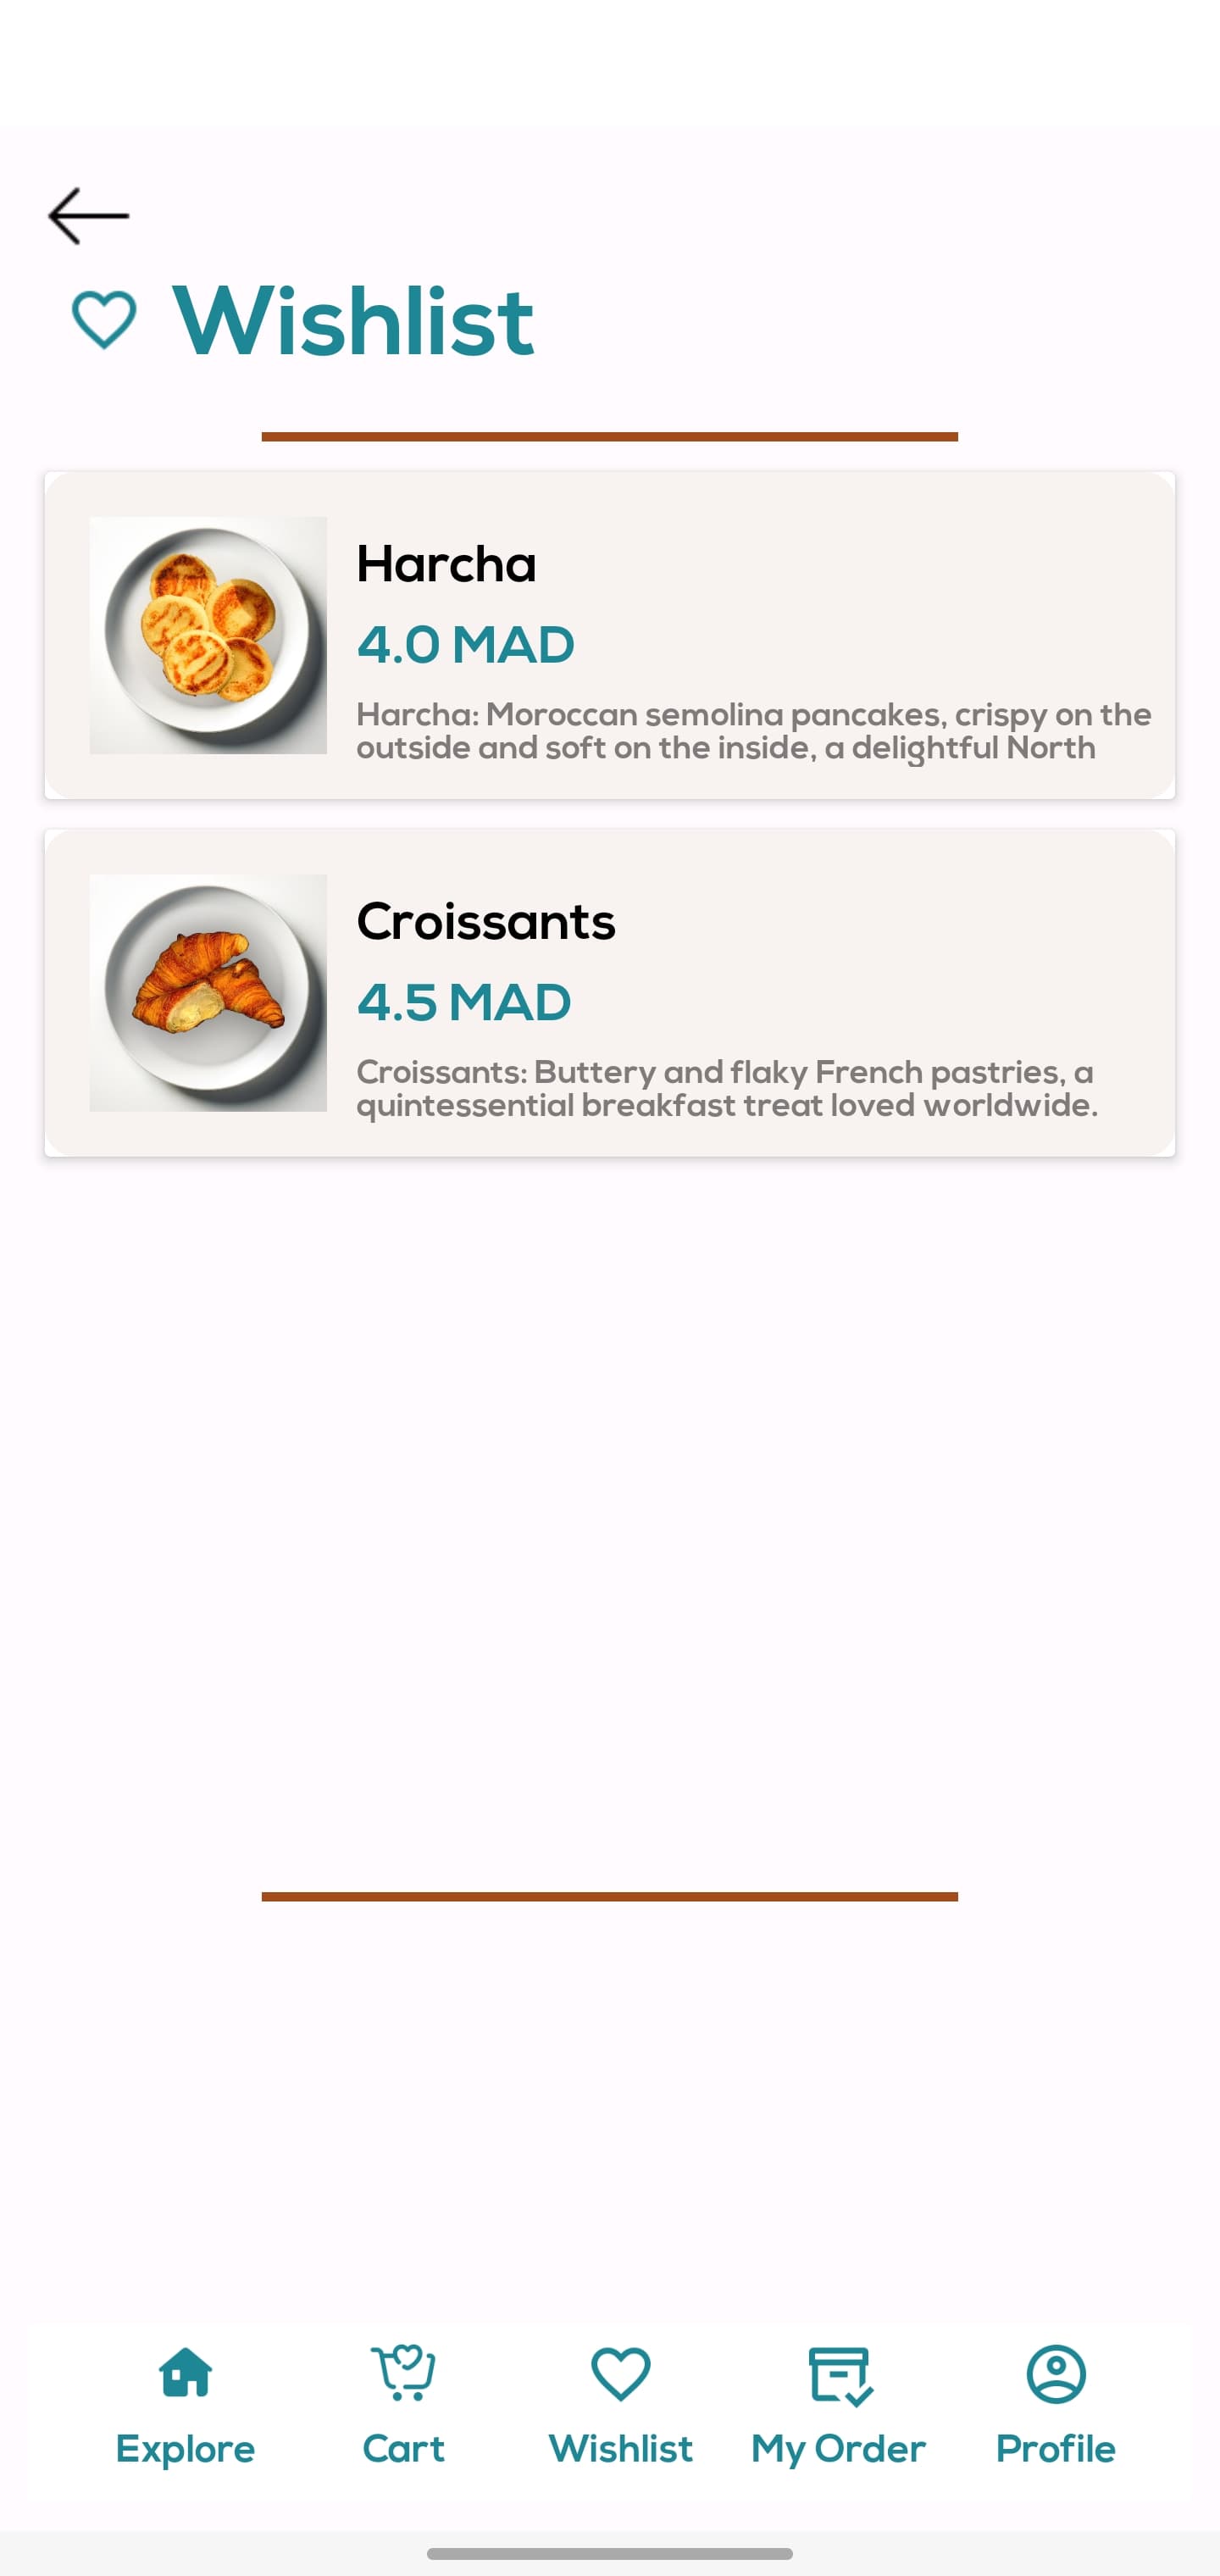 Wishlist
Harcha
4.0 MAD
Harcha: Moroccan semolina pancakes, crispy on the
outside and soft on the inside, a delightful North
Croissants
4.5 MAD
Croissants: Buttery and flaky French pastries, a
quintessential breakfast treat loved worldwide.
Explore
Cart
Wishlist
My Order
Profile